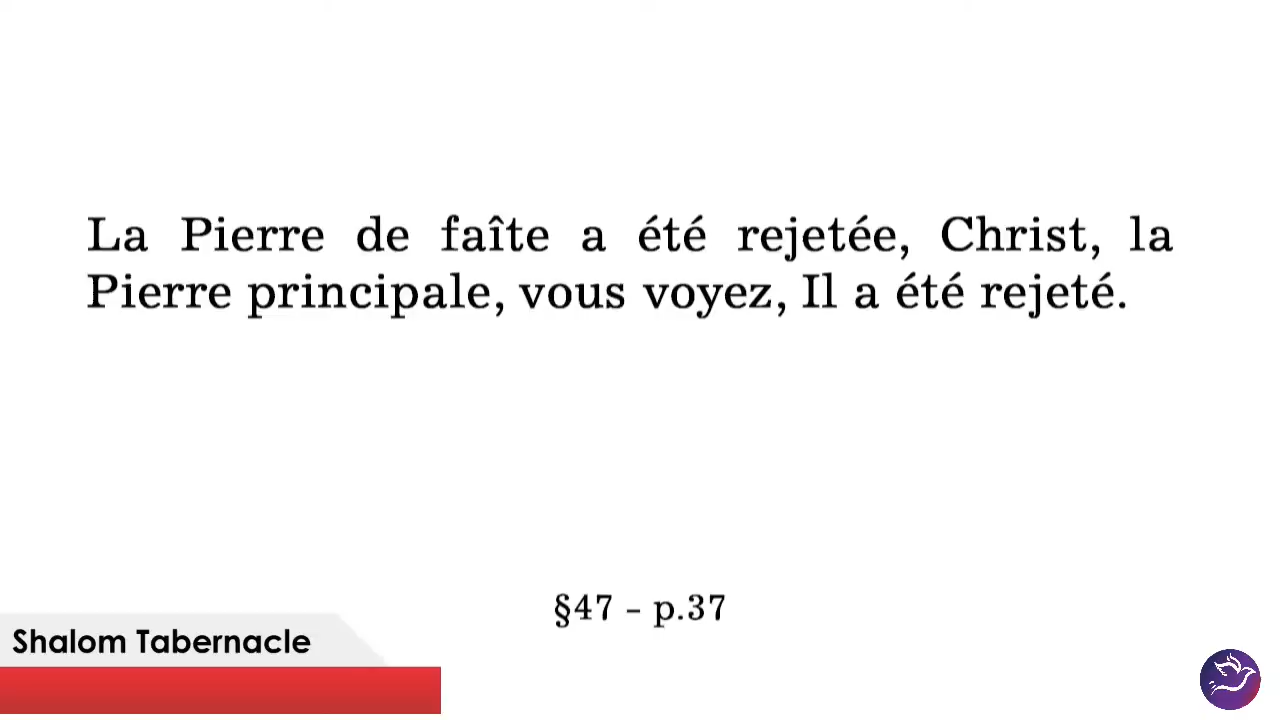 La Pierre de faîte a été rejetée, Christ, la
Pierre principale, vous voyez, Il a été rejeté.
§47 – p.37
Shalom Tabernacle